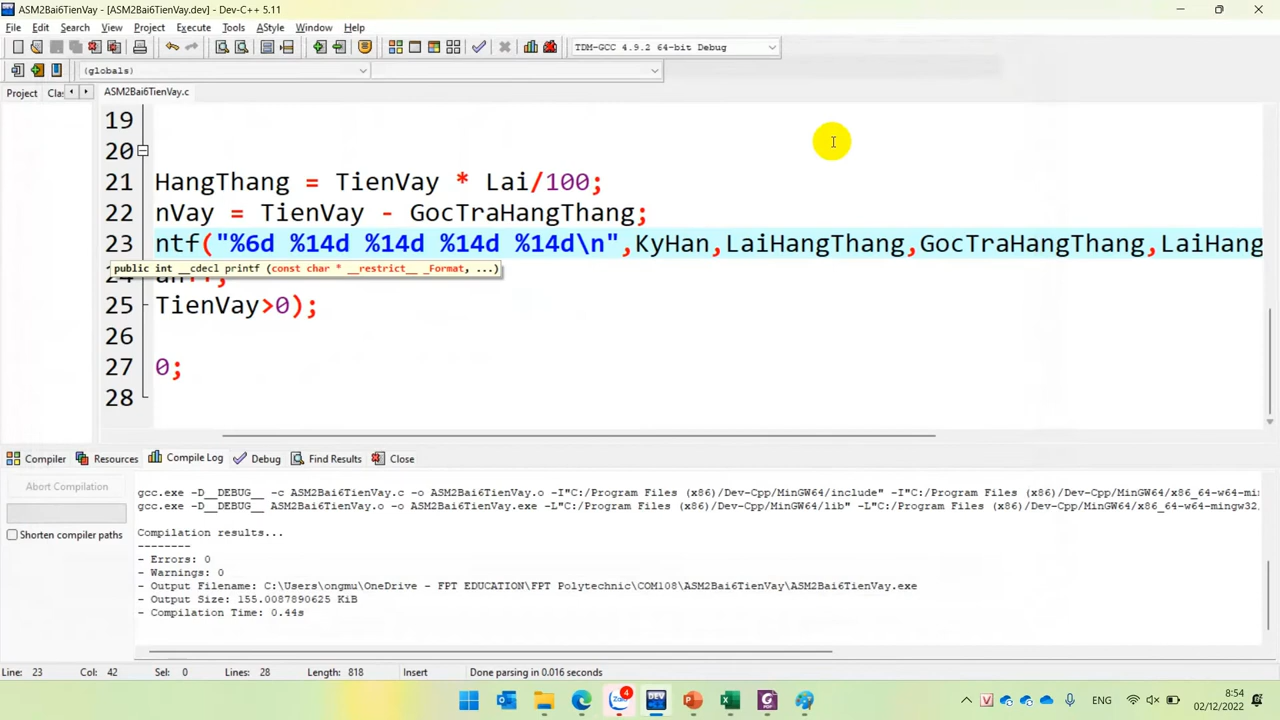 ASM2Bai6TienVay - [ASM2Bai6TienVay.dev] - Dev-C++ 5.11
File Edit Search View Project Execute Tools AStyle Window Help
TDM-GCC 4.9.2 64-bit Debug
(globals)
Project Clas ASM2Bai6TienVay.c
19
20
21 HangThang = TienVay * Lai/100;
22 nVay = TienVay - GocTraHangThang;
23 ntf("%6d %14d %14d %14d %14d\n",KyHan,LaiHangThang,GocTraHangThang,LaiHang
public int __cdecl printf (const char * __restrict__ _Format, ...)
25 TienVay>0);
26
27 0;
28
Compiler Resources Compile Log Debug Find Results Close
Abort Compilation
Shorten compiler paths
gcc.exe -D__DEBUG__ -c ASM2Bai6TienVay.c -o ASM2Bai6TienVay.o -I"C:/Program Files (x86)/Dev-Cpp/MinGW64/include" -I"C:/Program Files (x86)/Dev-Cpp/MinGW64/x86_64-w64-mi
gcc.exe -D__DEBUG__ ASM2Bai6TienVay.o -o ASM2Bai6TienVay.exe -L"C:/Program Files (x86)/Dev-Cpp/MinGW64/lib" -L"C:/Program Files (x86)/Dev-Cpp/MinGW64/x86_64-w64-mingw32
Compilation results...
--------
- Errors: 0
- Warnings: 0
- Output Filename: C:\Users\ongmu\OneDrive - FPT EDUCATION\FPT Polytechnic\COM108\ASM2Bai6TienVay\ASM2Bai6TienVay.exe
- Output Size: 155.0087890625 KiB
- Compilation Time: 0.44s
Line: 23 Col: 42 Sel: 0 Lines: 28 Length: 818 Insert Done parsing in 0.016 seconds
Zalo 4 DEV ENG 8:54
02/12/2022